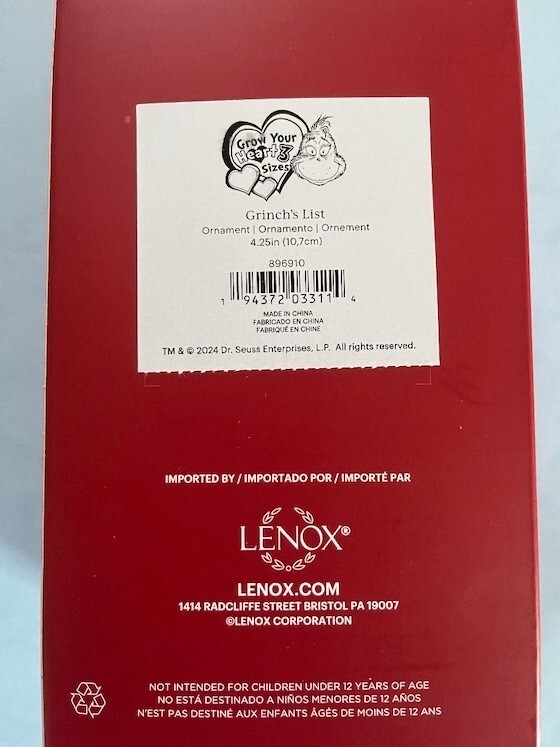 Grow Your
Heart 3
Sizes
Grinch's List
Ornament | Ornamento | Ornement
4.25in (10,7cm)
896910
1 94372 03311 4
MADE IN CHINA
FABRICADO EN CHINA
FABRIQUÉ EN CHINE
TM & © 2024 Dr. Seuss Enterprises, L.P. All rights reserved.
IMPORTED BY / IMPORTADO POR / IMPORTÉ PAR
LENOX®
LENOX.COM
1414 RADCLIFFE STREET BRISTOL PA 19007
©LENOX CORPORATION
NOT INTENDED FOR CHILDREN UNDER 12 YEARS OF AGE
NO ESTÁ DESTINADO A NIÑOS MENORES DE 12 AÑOS
N'EST PAS DESTINÉ AUX ENFANTS ÂGÉS DE MOINS DE 12 ANS